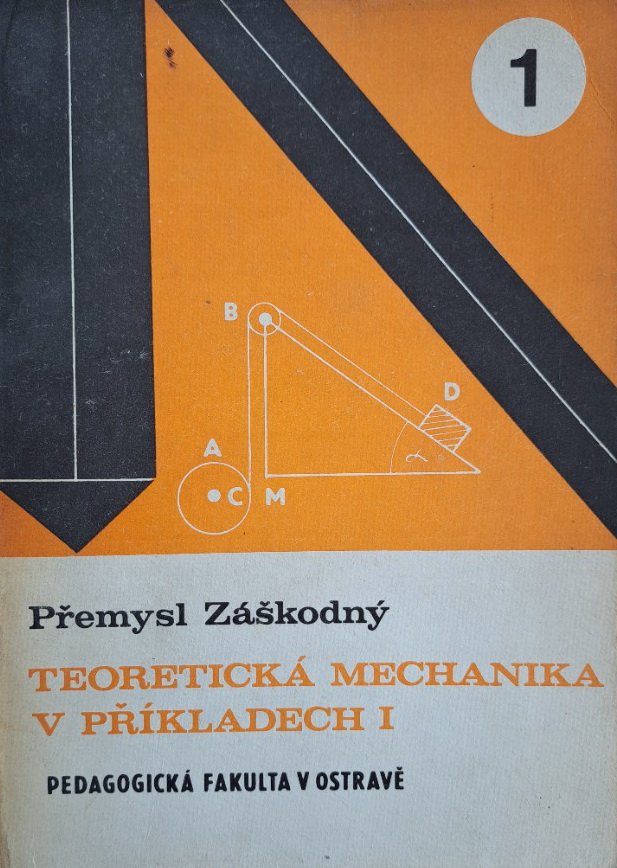 1
B
D
A
C
M
α
Přemysl Záškodný
TEORETICKÁ MECHANIKA
V PŘÍKLADECH I
PEDAGOGICKÁ FAKULTA V OSTRAVĚ